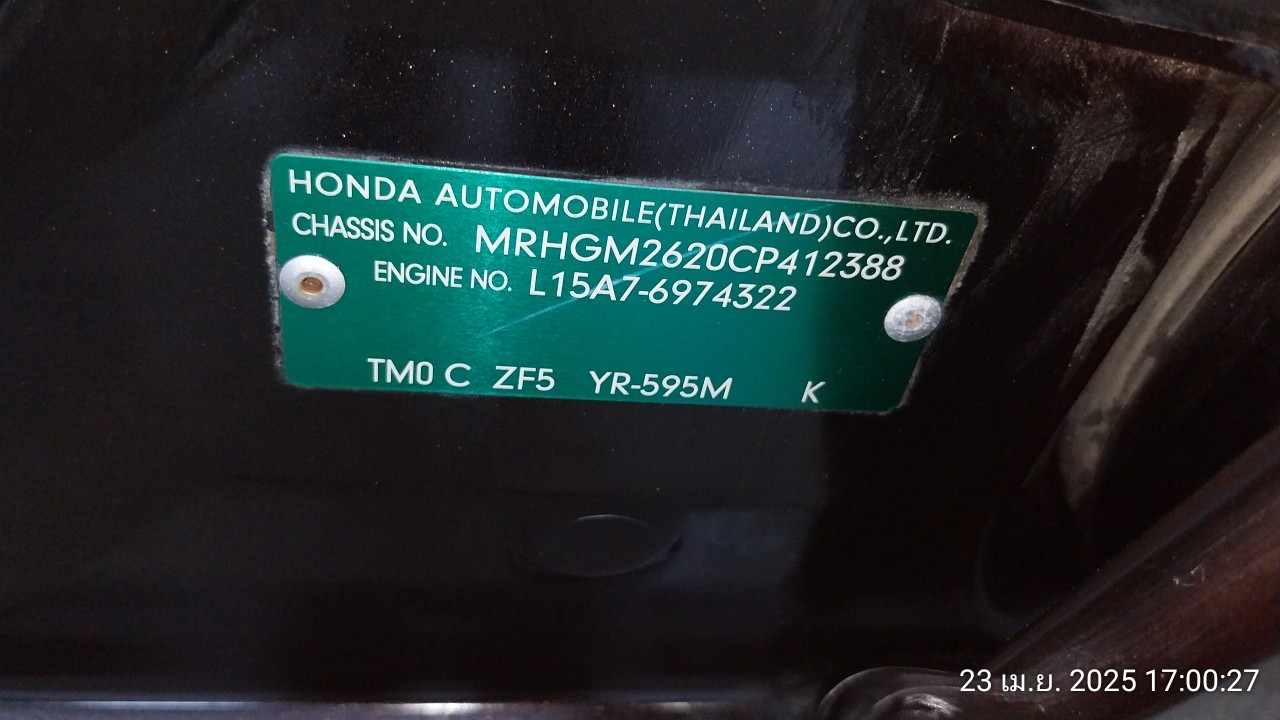 HONDA AUTOMOBILE(THAILAND)CO.,LTD.
CHASSIS NO. MRHGM2620CP412388
ENGINE NO. L15A7-6974322
TM0 C ZF5 YR-595M K
23 เม.ย. 2025 17:00:27